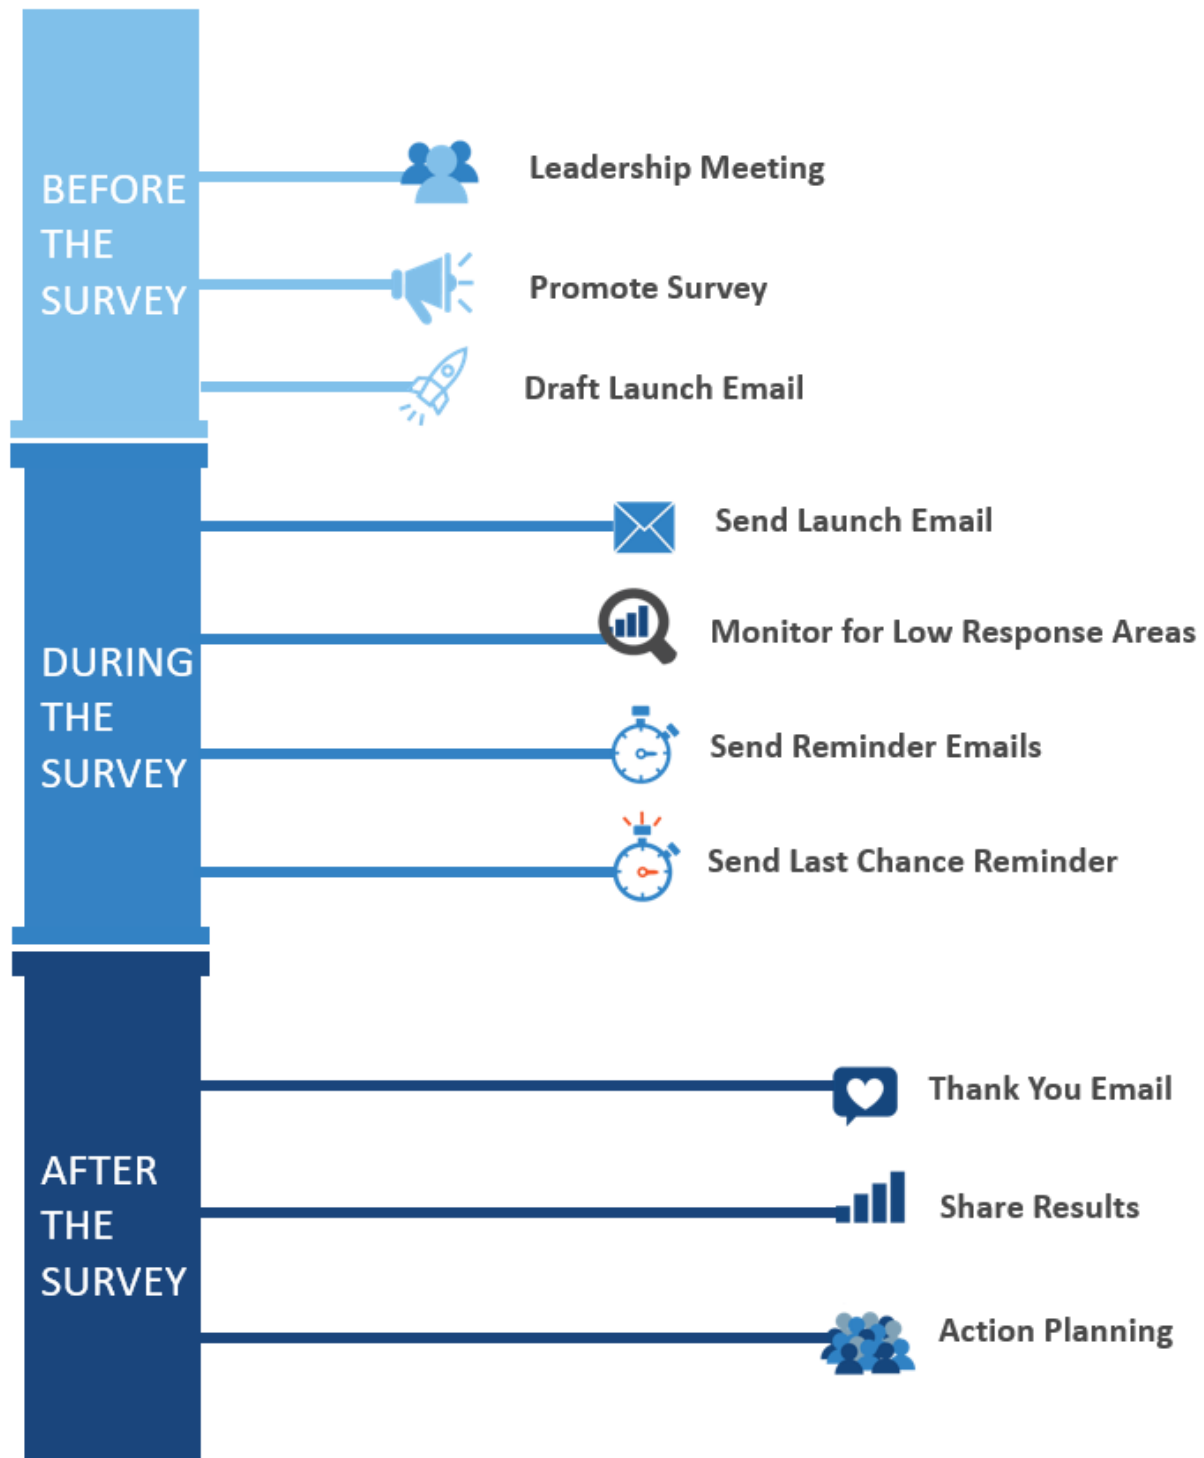 BEFORE
THE
SURVEY
Leadership Meeting
Promote Survey
Draft Launch Email
DURING
THE
SURVEY
Send Launch Email
Monitor for Low Response Areas
Send Reminder Emails
Send Last Chance Reminder
AFTER
THE
SURVEY
Thank You Email
Share Results
Action Planning